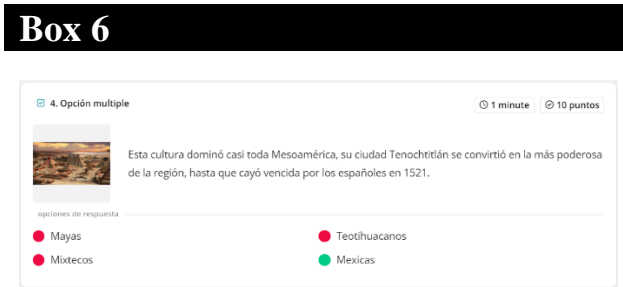 Box 6
4. Opción multiple
1 minute
10 puntos
Esta cultura dominó casi toda Mesoamérica, su ciudad Tenochtitlán se convirtió en la más poderosa
de la región, hasta que cayó vencida por los españoles en 1521.
opciones de respuesta
Mayas
Teotihuacanos
Mixtecos
Mexicas